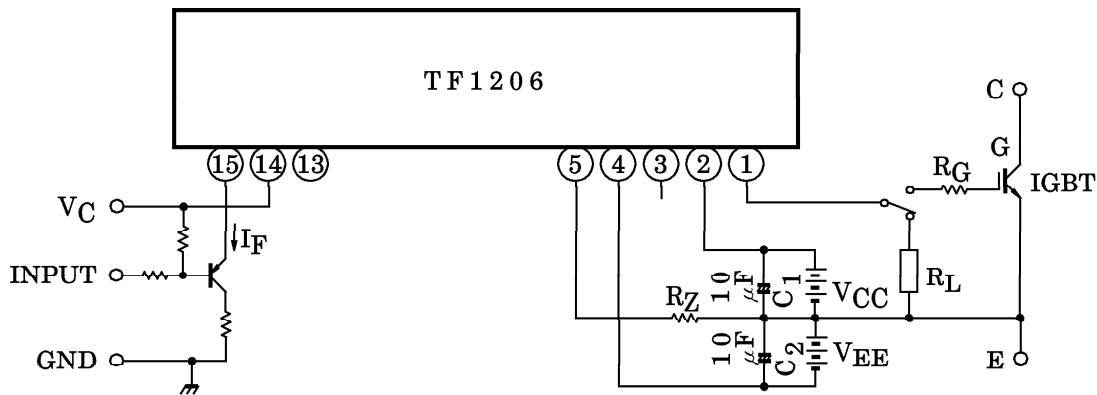 TF1206
15 14 13 5 4 3 2 1
C
G
RG
IGBT
VC
IF
INPUT
10 μF
C1
VCC
RL
RZ
10 μF
C2
VEE
GND
E